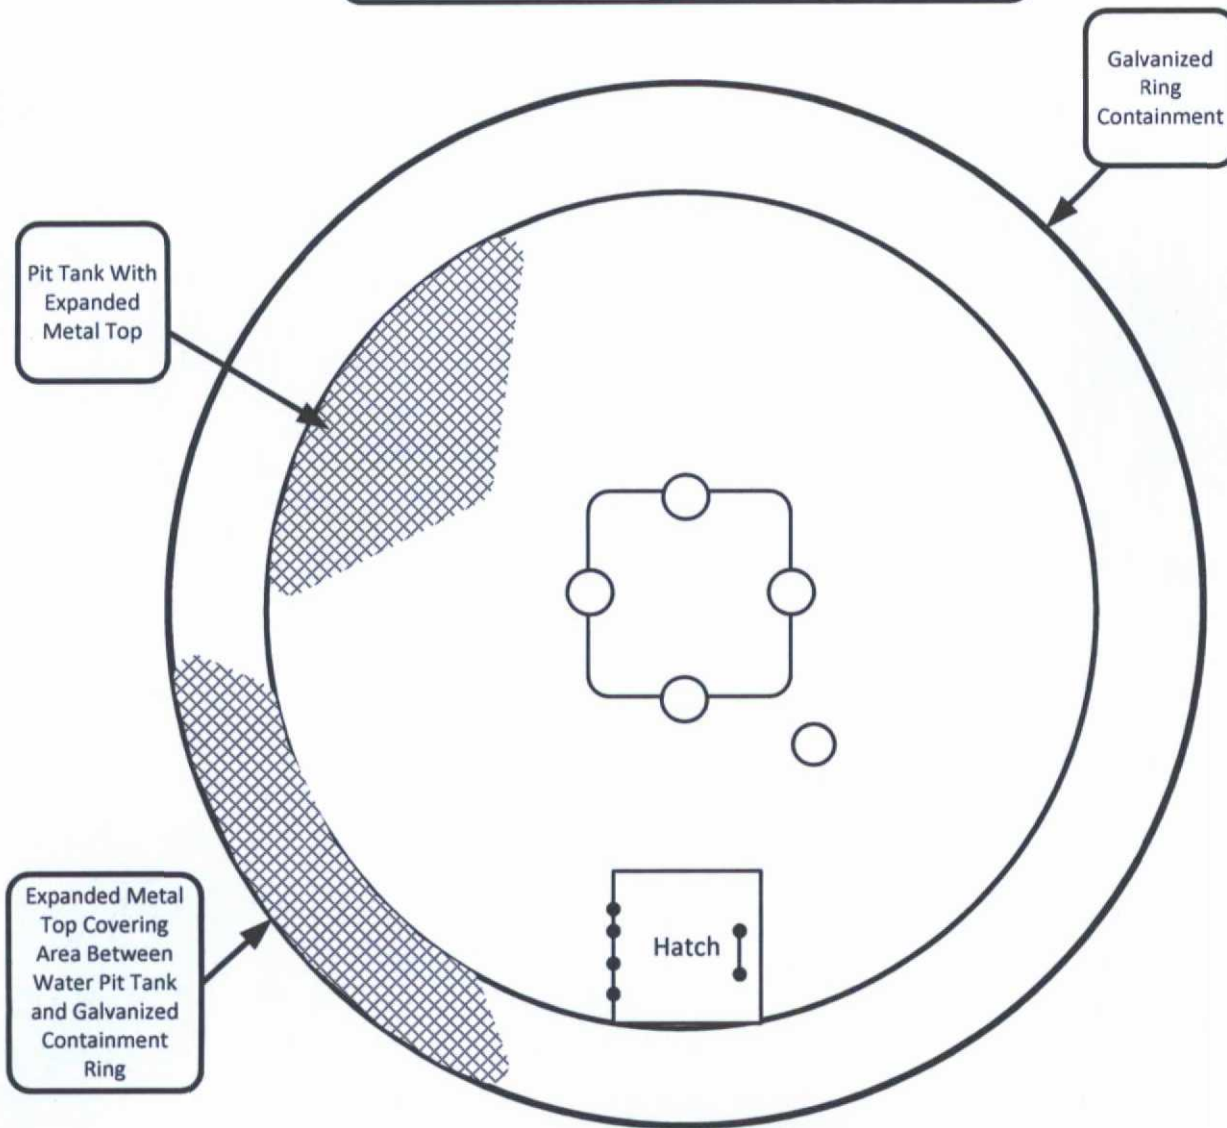 Galvanized
Ring
Containment
Pit Tank With
Expanded
Metal Top
Expanded Metal
Top Covering
Area Between
Water Pit Tank
and Galvanized
Containment
Ring
Hatch